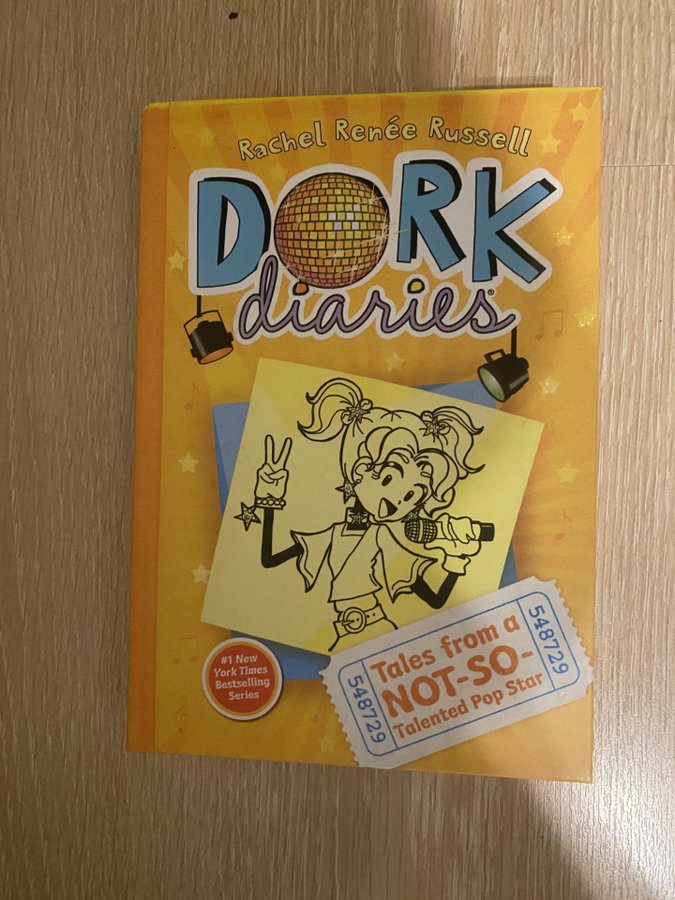 Rachel Renée Russell
DORK
diaries®
#1 New
York Times
Bestselling
Series
548729
Tales from a
NOT-SO-
Talented Pop Star
548729